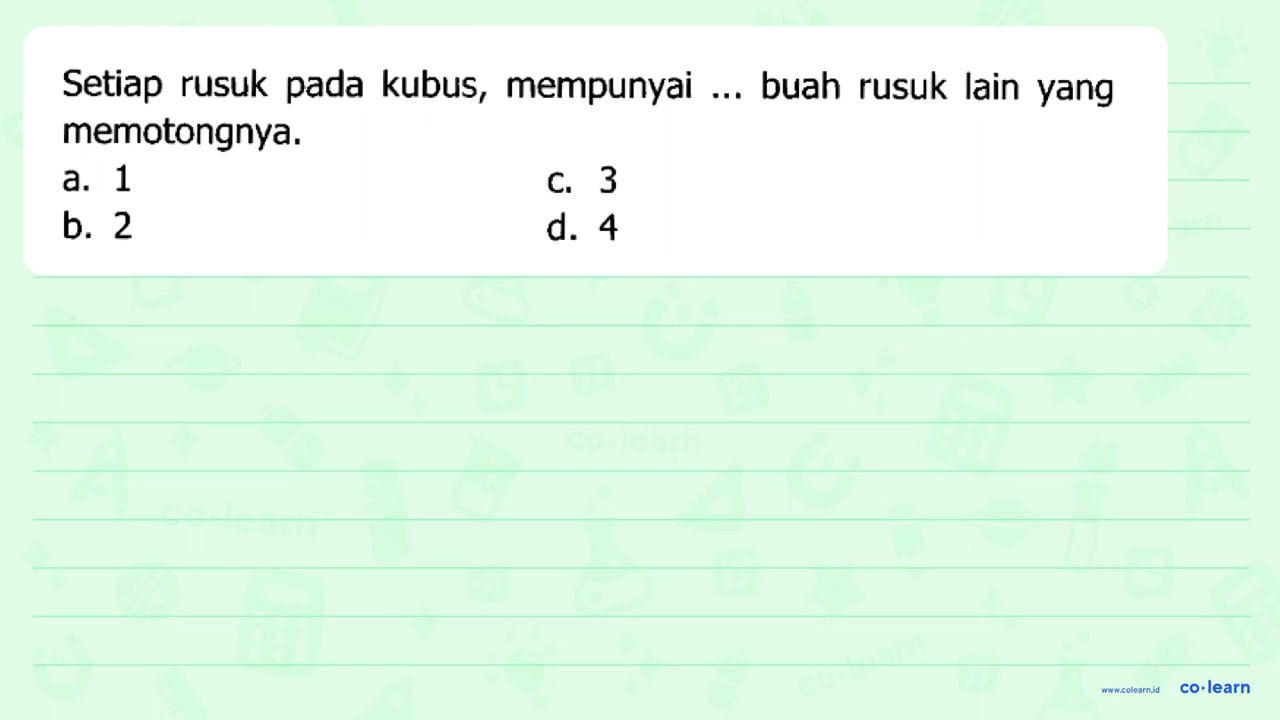 Setiap rusuk pada kubus, mempunyai ... buah rusuk lain yang
memotongnya.
a. 1 c. 3
b. 2 d. 4
www.colearn.id co·learn